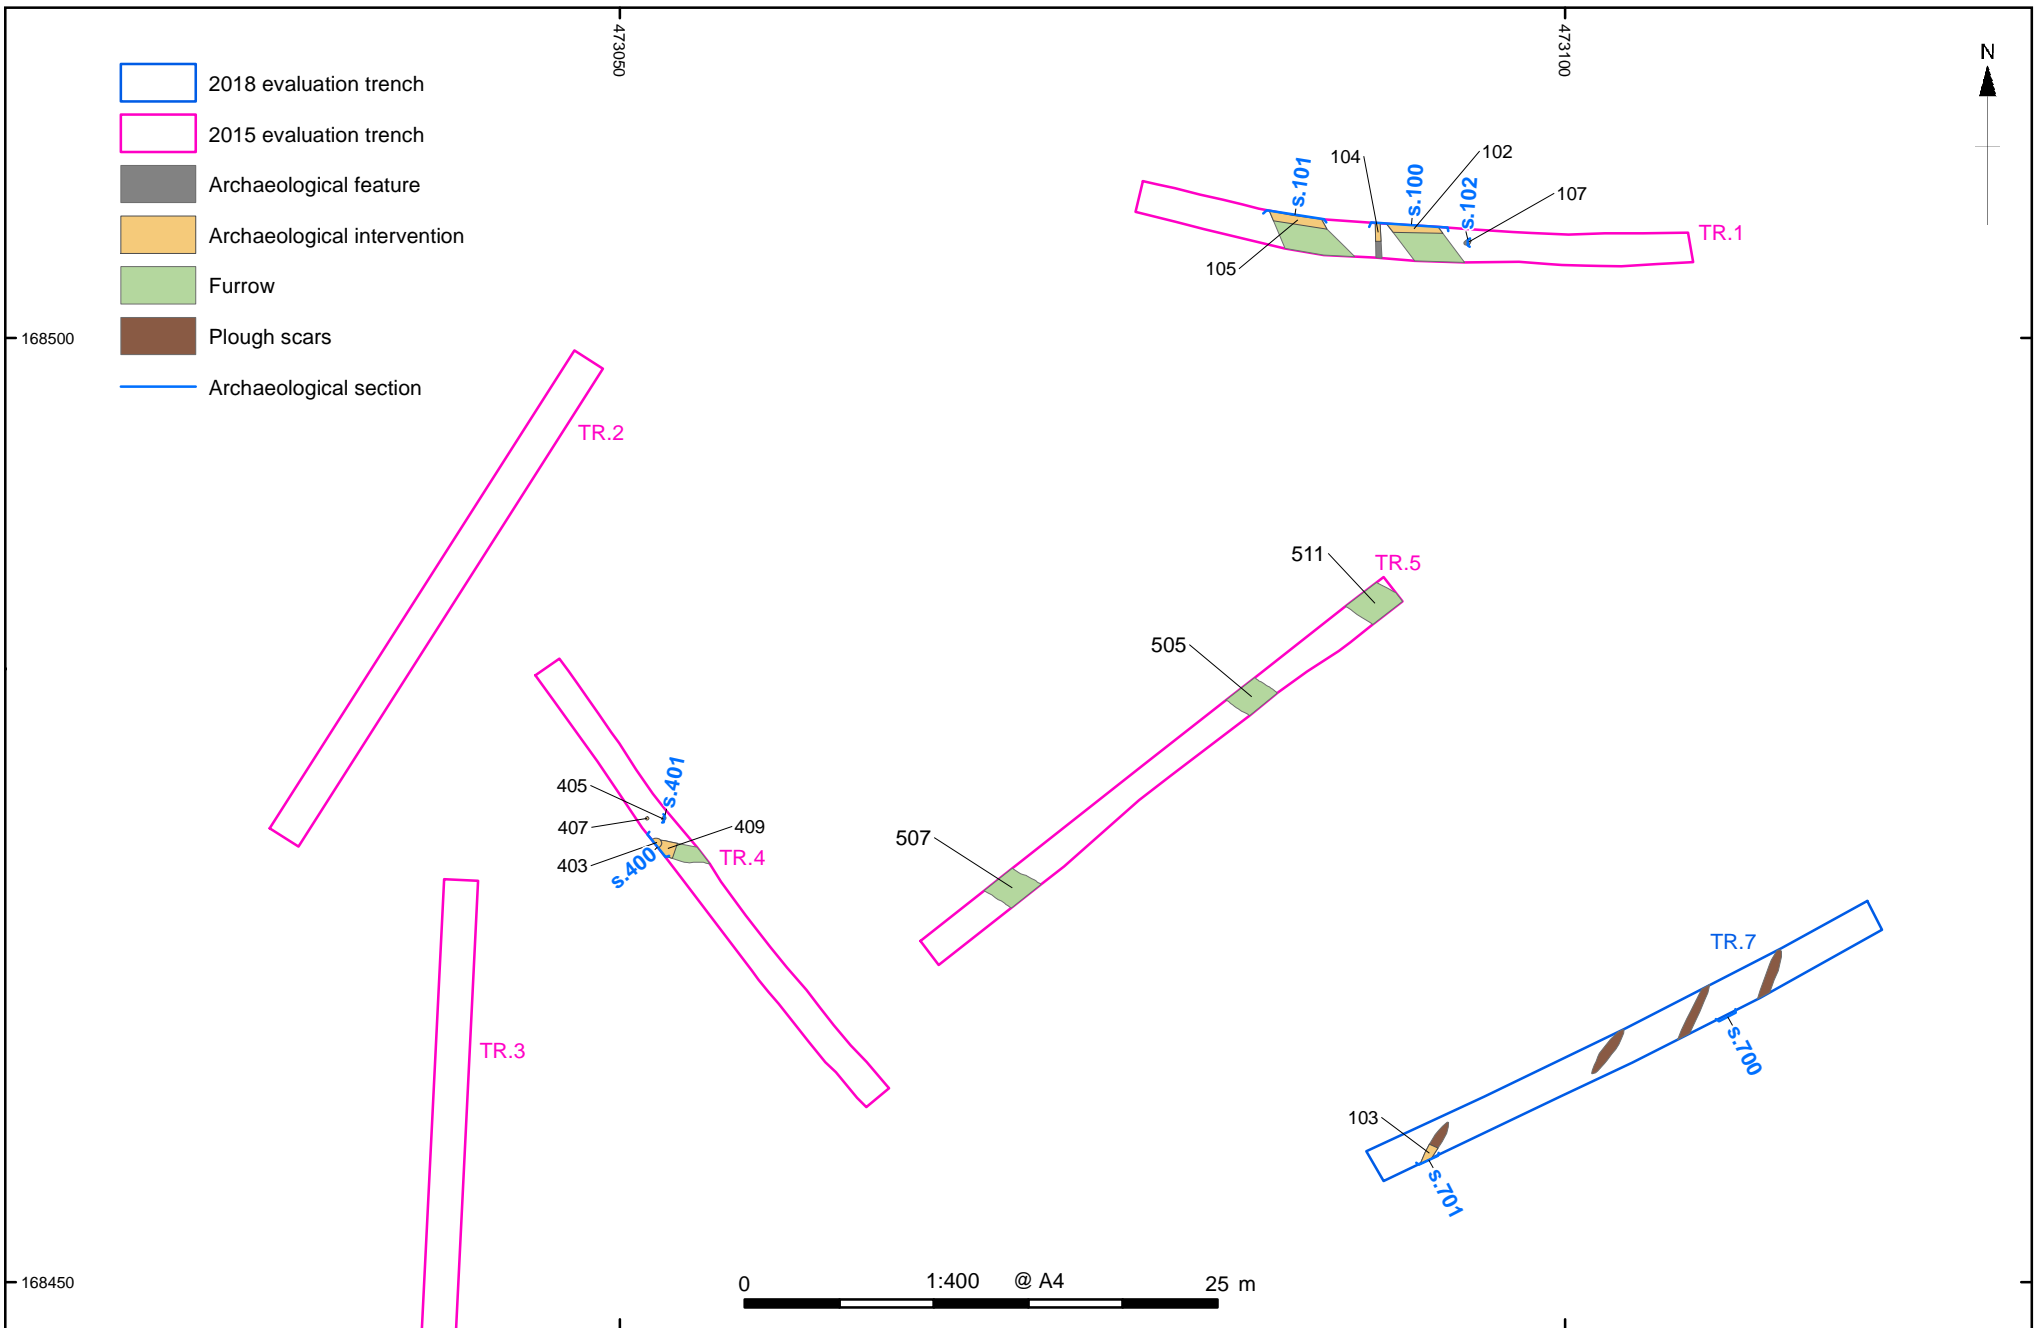 473050
473100
N
2018 evaluation trench
2015 evaluation trench
Archaeological feature
Archaeological intervention
Furrow
Plough scars
Archaeological section
104
s.101
s.100
102
s.102
107
TR.1
105
168500
TR.2
511
TR.5
505
405
s.401
407
409
403
s.400
TR.4
507
TR.7
TR.3
s.700
103
s.701
168450
0 1:400 @ A4 25 m